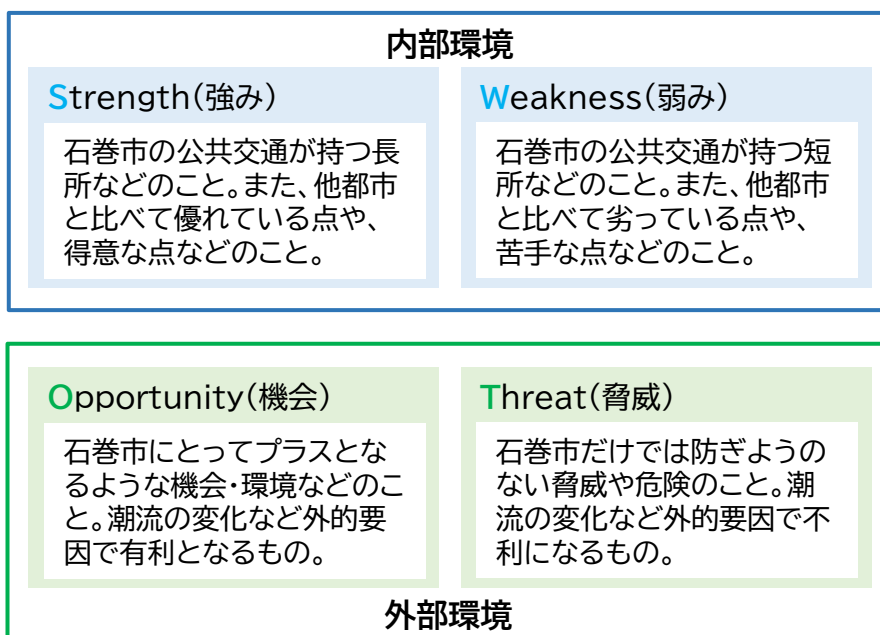 内部環境
Strength(強み)
石巻市の公共交通が持つ長
所などのこと。また、他都市
と比べて優れている点や、
得意な点などのこと。
Weakness(弱み)
石巻市の公共交通が持つ短
所などのこと。また、他都市
と比べて劣っている点や、
苦手な点などのこと。
Opportunity(機会)
石巻市にとってプラスとな
るような機会・環境などのこ
と。潮流の変化など外的要
因で有利となるもの。
Threat(脅威)
石巻市だけでは防ぎようの
ない脅威や危険のこと。潮
流の変化など外的要因で不
利になるもの。
外部環境